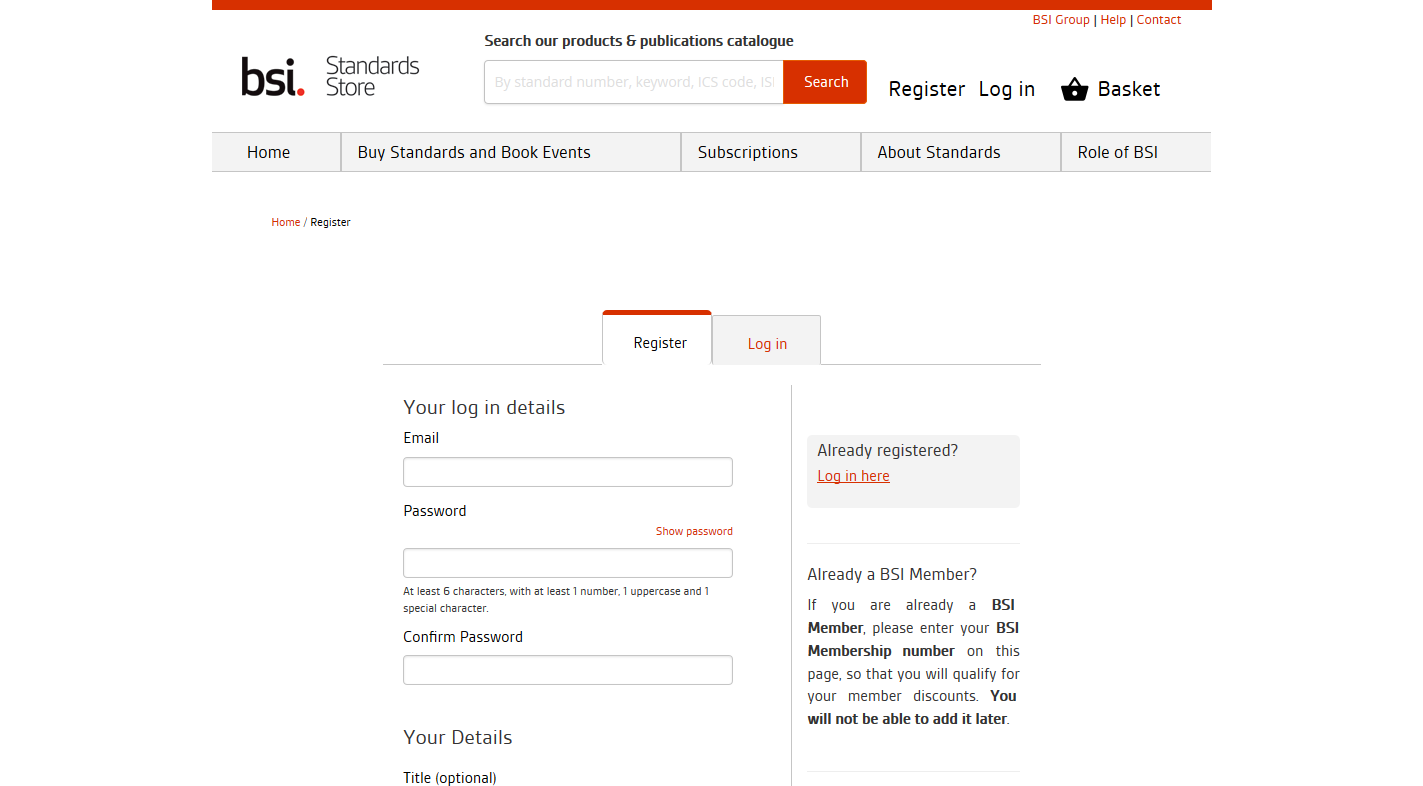 BSI Group | Help | Contact
Search our products & publications catalogue
bsi. Standards
Store
By standard number, keyword, ICS code, ISI
Search
Register Log in Basket
Home Buy Standards and Book Events Subscriptions About Standards Role of BSI
Home / Register
Register Log in
Your log in details
Email
Password
Show password
At least 6 characters, with at least 1 number, 1 uppercase and 1
special character.
Confirm Password
Your Details
Title (optional)
Already registered?
Log in here
Already a BSI Member?
If you are already a BSI
Member, please enter your BSI
Membership number on this
page, so that you will qualify for
your member discounts. You
will not be able to add it later.